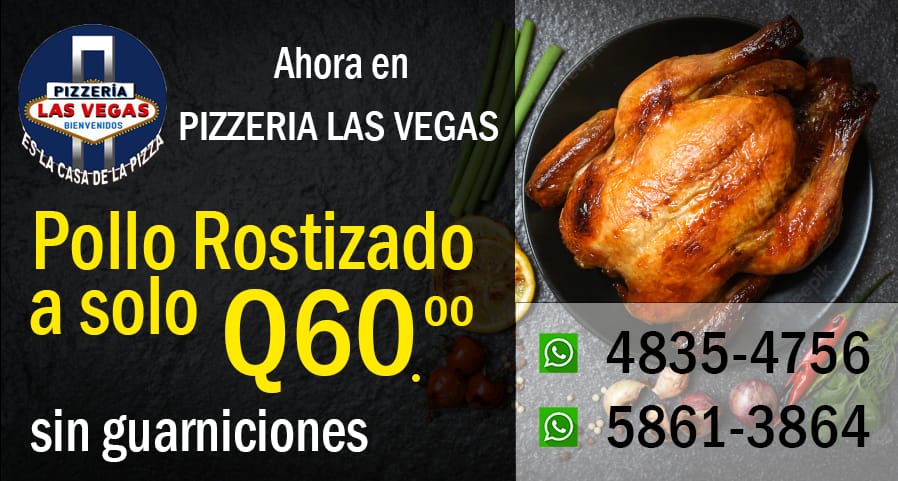 PIZZERÍA
LAS VEGAS
BIENVENIDOS
ES LA CASA DE LA PIZZA
Ahora en
PIZZERIA LAS VEGAS
Pollo Rostizado
a solo Q60.00
sin guarniciones
4835-4756
5861-3864